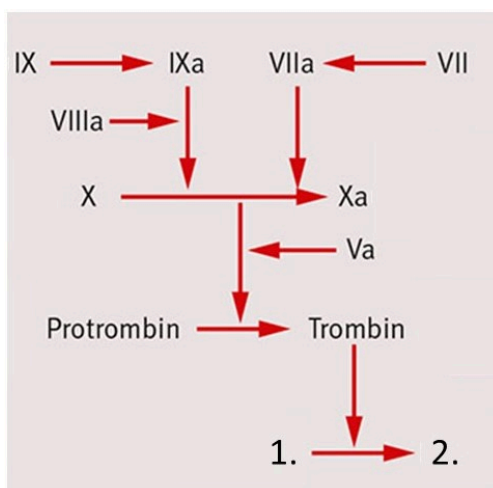 IX IXa VIIa VII
VIIIa
X Xa
Va
Protrombin Trombin
1. 2.